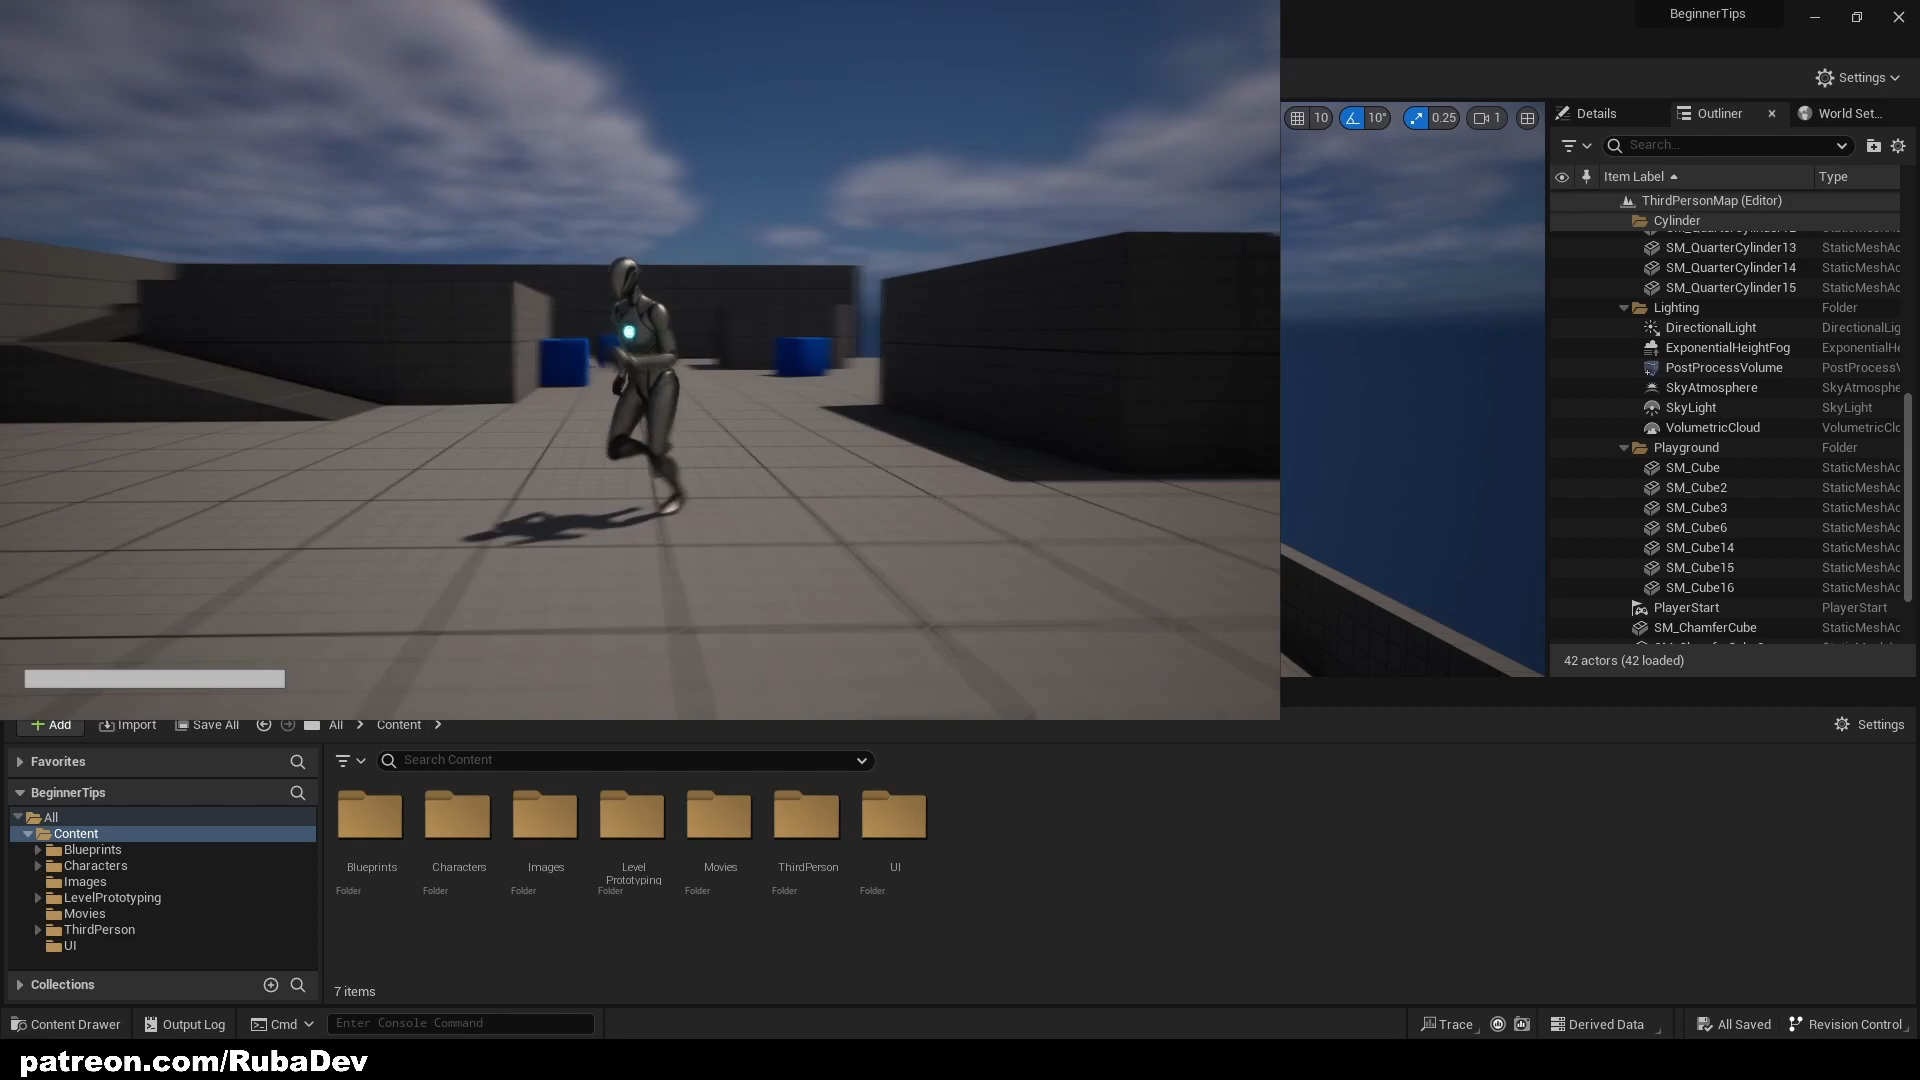 BeginnerTips
Settings
10
10°
0.25
1
Details
Outliner
World Set...
Search...
Item Label
Type
ThirdPersonMap (Editor)
Cylinder
SM_QuarterCylinder13 StaticMeshAc
SM_QuarterCylinder14 StaticMeshAc
SM_QuarterCylinder15 StaticMeshAc
Lighting Folder
DirectionalLight DirectionalLig
ExponentialHeightFog ExponentialHe
PostProcessVolume PostProcessV
SkyAtmosphere SkyAtmosphe
SkyLight SkyLight
VolumetricCloud VolumetricClo
Playground Folder
SM_Cube StaticMeshAc
SM_Cube2 StaticMeshAc
SM_Cube3 StaticMeshAc
SM_Cube6 StaticMeshAc
SM_Cube14 StaticMeshAc
SM_Cube15 StaticMeshAc
SM_Cube16 StaticMeshAc
PlayerStart PlayerStart
SM_ChamferCube StaticMeshAc
42 actors (42 loaded)
Add
Import
Save All
All
Content
Settings
Favorites
BeginnerTips
All
Content
Blueprints
Characters
Images
LevelPrototyping
Movies
ThirdPerson
UI
Collections
Search Content
Blueprints
Folder
Characters
Folder
Images
Folder
Level
Prototyping
Folder
Movies
Folder
ThirdPerson
Folder
UI
Folder
7 items
Content Drawer
Output Log
Cmd
Enter Console Command
Trace
Derived Data
All Saved
Revision Control
patreon.com/RubaDev